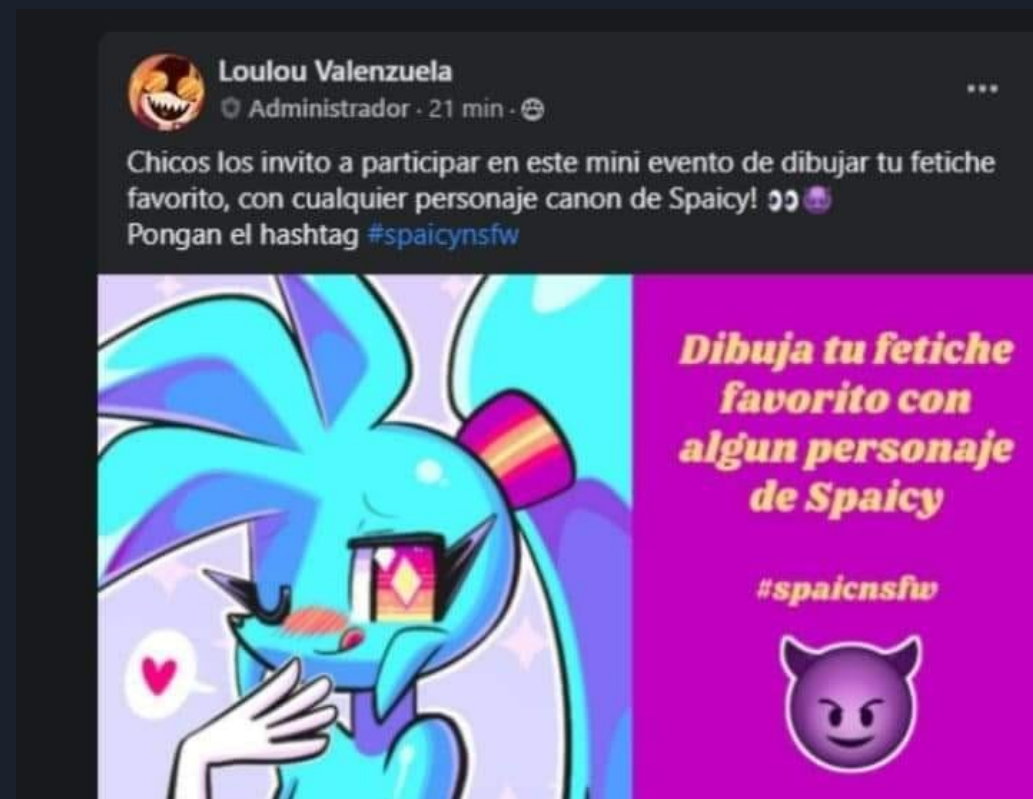 Loulou Valenzuela
Administrador · 21 min ·
Chicos los invito a participar en este mini evento de dibujar tu fetiche
favorito, con cualquier personaje canon de Spaicy! 👀😈
Pongan el hashtag #spaicynsfw
Dibuja tu fetiche
favorito con
algun personaje
de Spaicy
#spaicnsfw